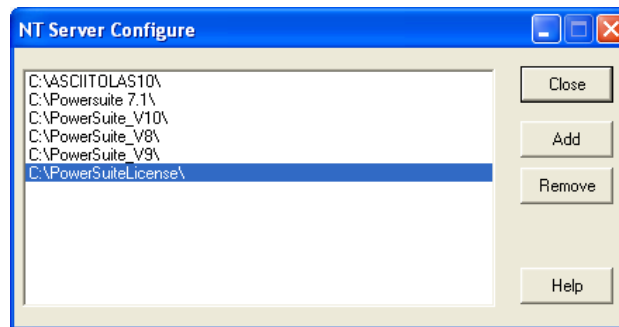 NT Server Configure
C:\ASCIITOLAS10\
C:\Powersuite 7.1\
C:\PowerSuite_V10\
C:\PowerSuite_V8\
C:\PowerSuite_V9\
C:\PowerSuiteLicense\
Close
Add
Remove
Help